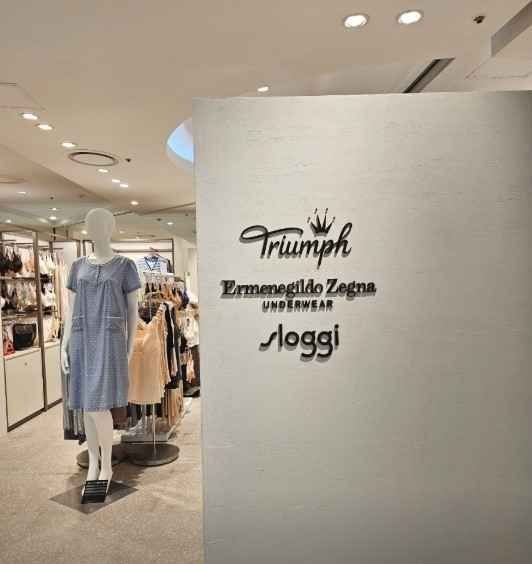 Triumph
Ermenegildo Zegna
UNDERWEAR
sloggi